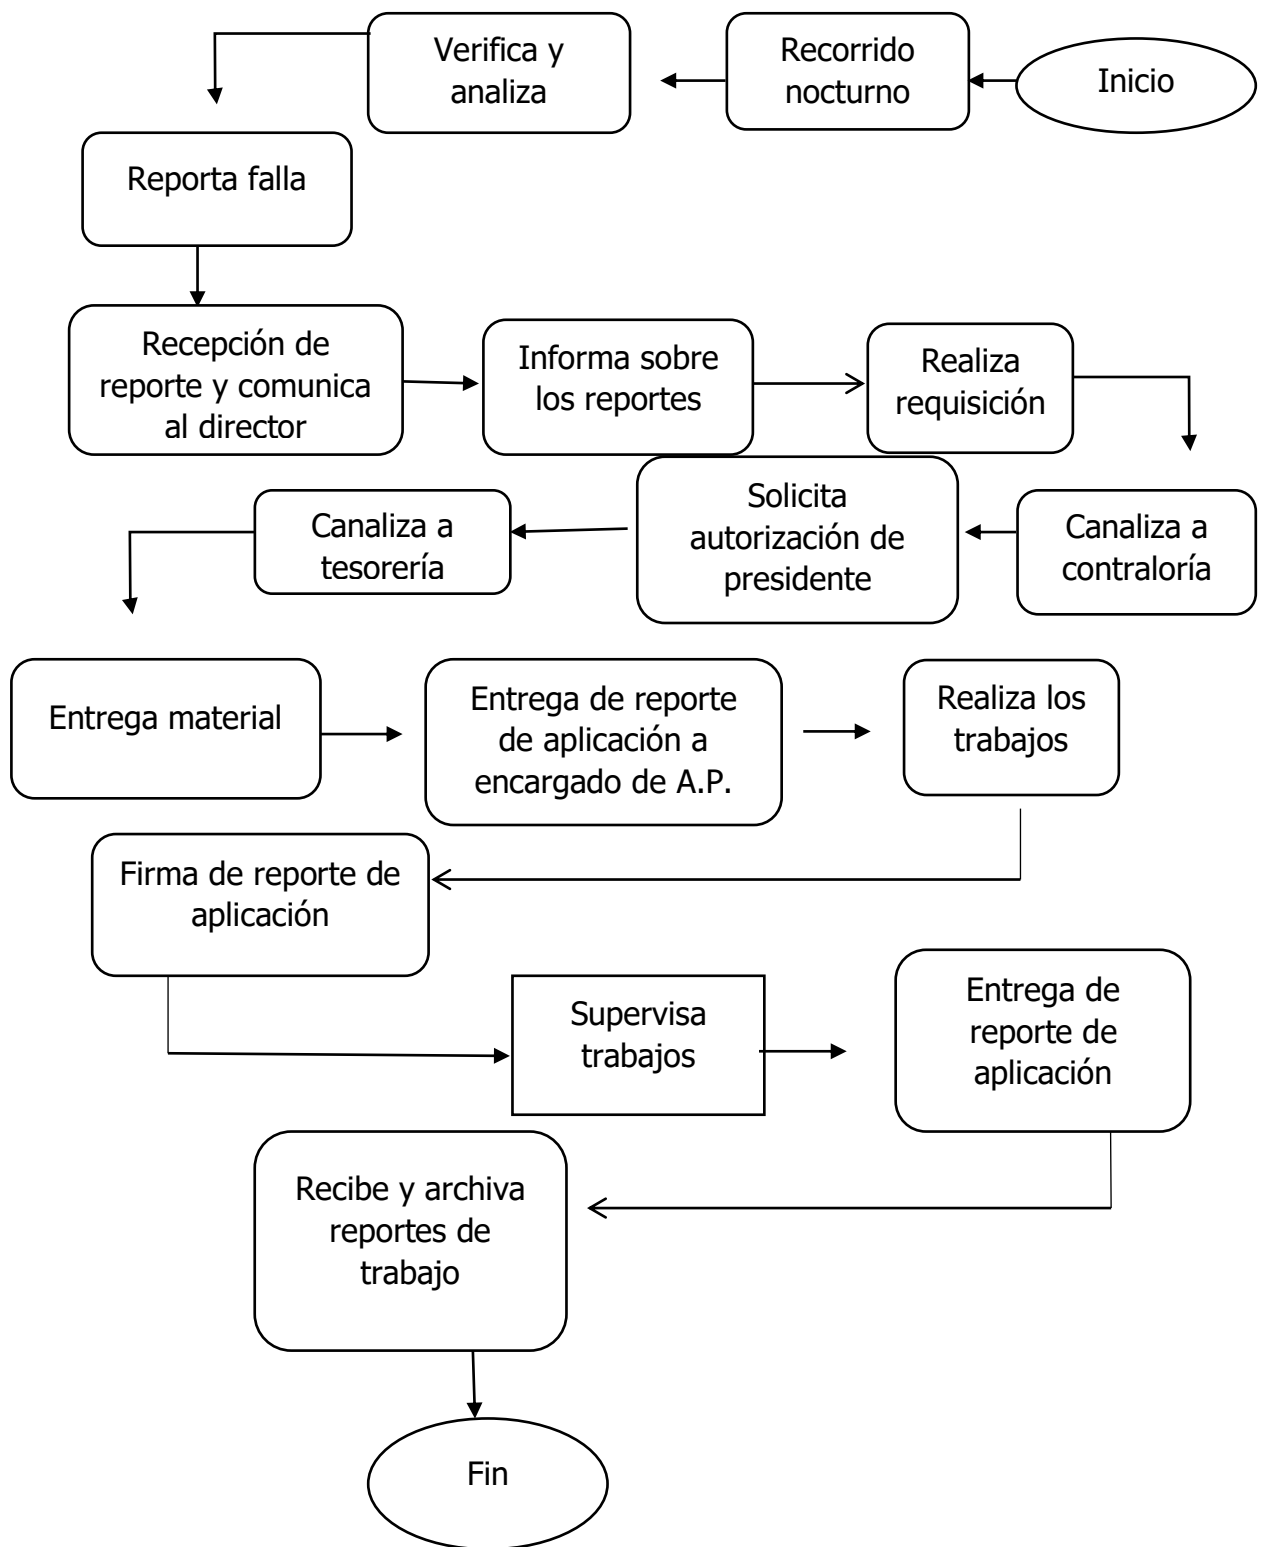 Inicio
Recorrido
nocturno
Verifica y
analiza
Reporta falla
Recepción de
reporte y comunica
al director
Informa sobre
los reportes
Realiza
requisición
Canaliza a
contraloría
Solicita
autorización de
presidente
Canaliza a
tesorería
Entrega material
Entrega de reporte
de aplicación a
encargado de A.P.
Realiza los
trabajos
Firma de reporte de
aplicación
Supervisa
trabajos
Entrega de
reporte de
aplicación
Recibe y archiva
reportes de
trabajo
Fin